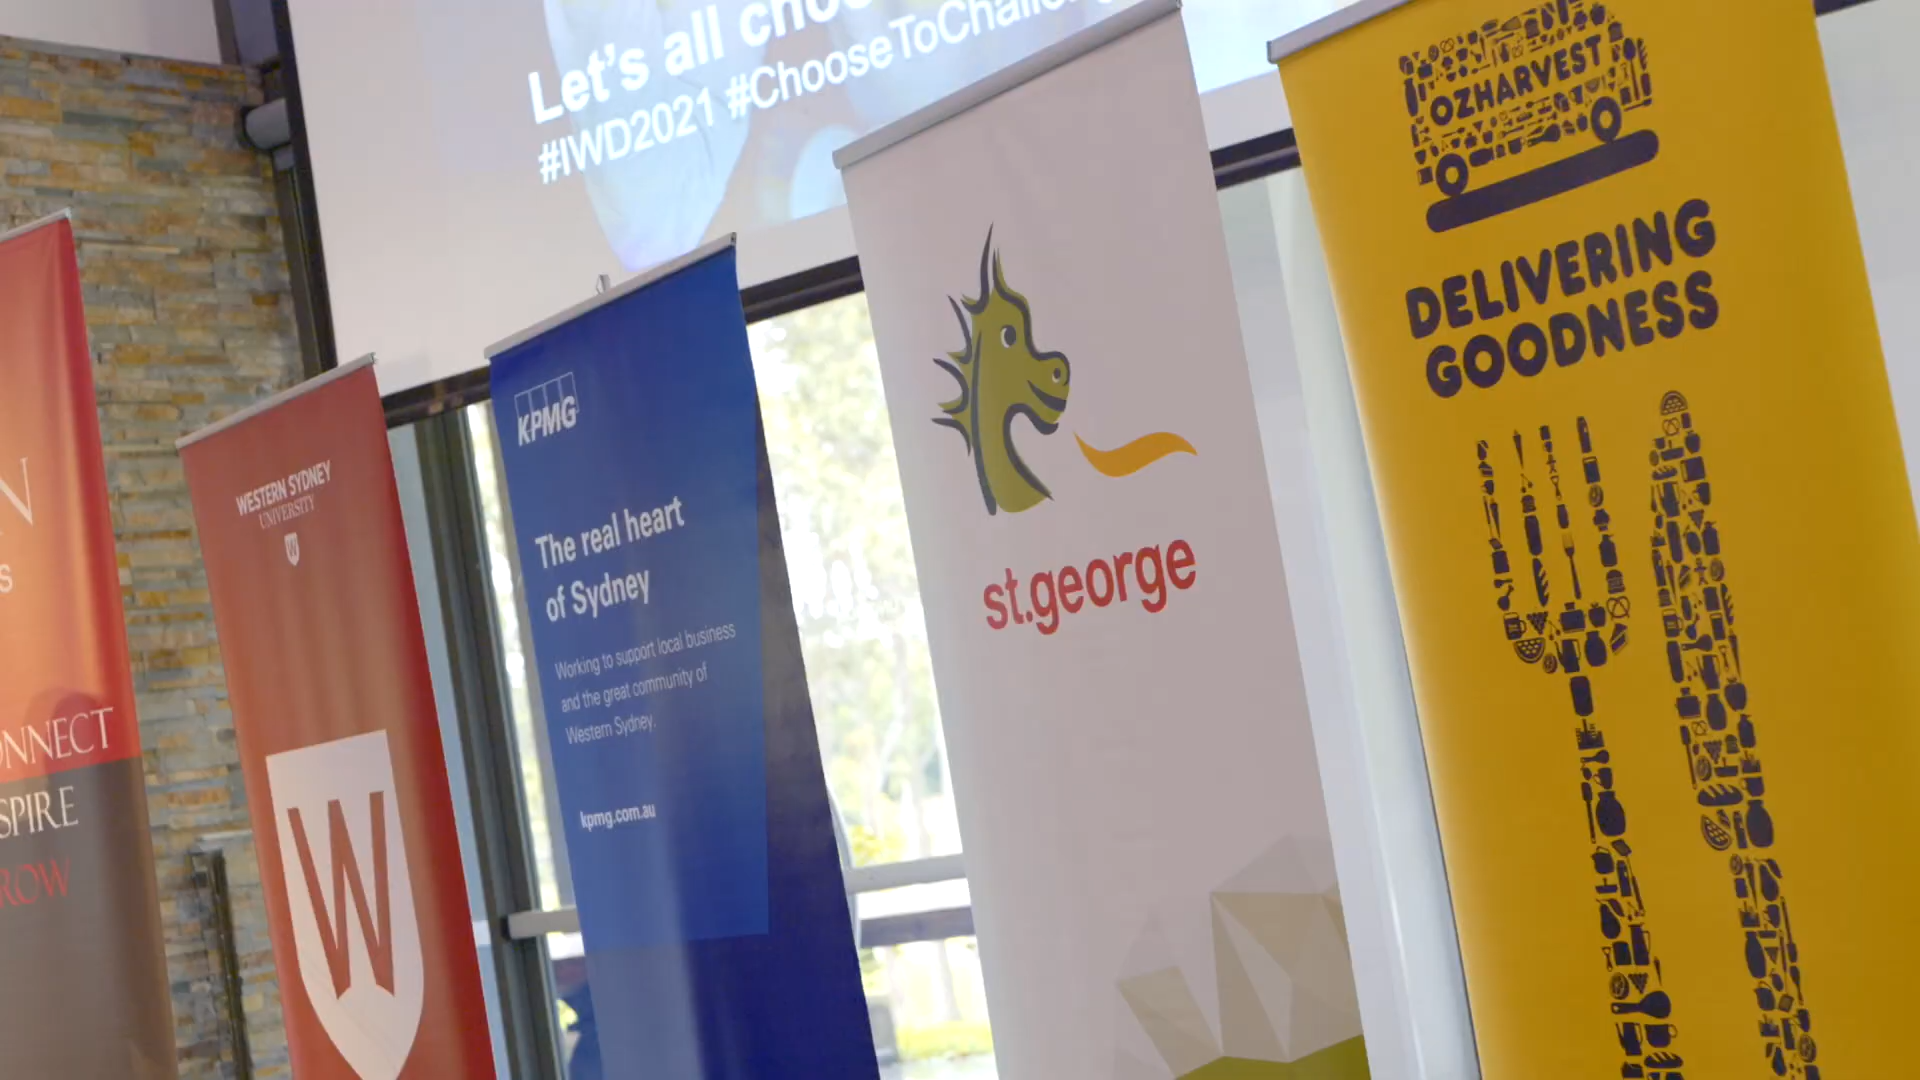 Let's all
#IWD2021 #ChooseToChallenge
WESTERN SYDNEY
UNIVERSITY
W
W
KPMG
The real heart
of Sydney
Working to support local business
and the great community of
Western Sydney.
kpmg.com.au
st.george
OZHARVEST
DELIVERING
GOODNESS